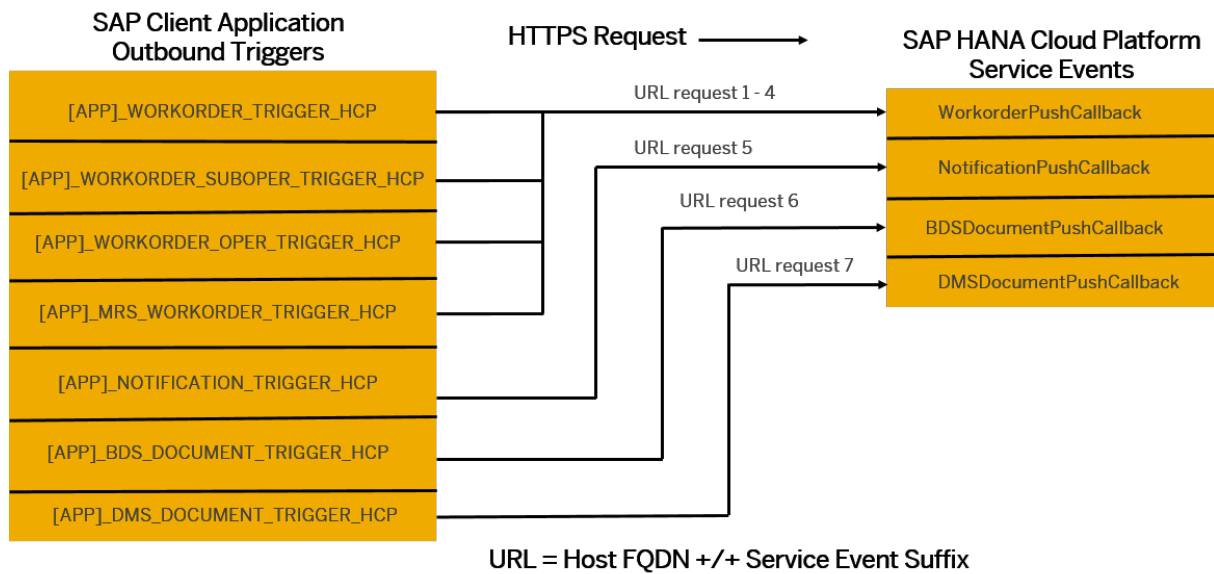 SAP Client Application
Outbound Triggers
HTTPS Request
SAP HANA Cloud Platform
Service Events
[APP]_WORKORDER_TRIGGER_HCP
[APP]_WORKORDER_SUBOPER_TRIGGER_HCP
[APP]_WORKORDER_OPER_TRIGGER_HCP
[APP]_MRS_WORKORDER_TRIGGER_HCP
[APP]_NOTIFICATION_TRIGGER_HCP
[APP]_BDS_DOCUMENT_TRIGGER_HCP
[APP]_DMS_DOCUMENT_TRIGGER_HCP
URL request 1 - 4
URL request 5
URL request 6
URL request 7
WorkorderPushCallback
NotificationPushCallback
BDSDocumentPushCallback
DMSDocumentPushCallback
URL = Host FQDN +/+ Service Event Suffix